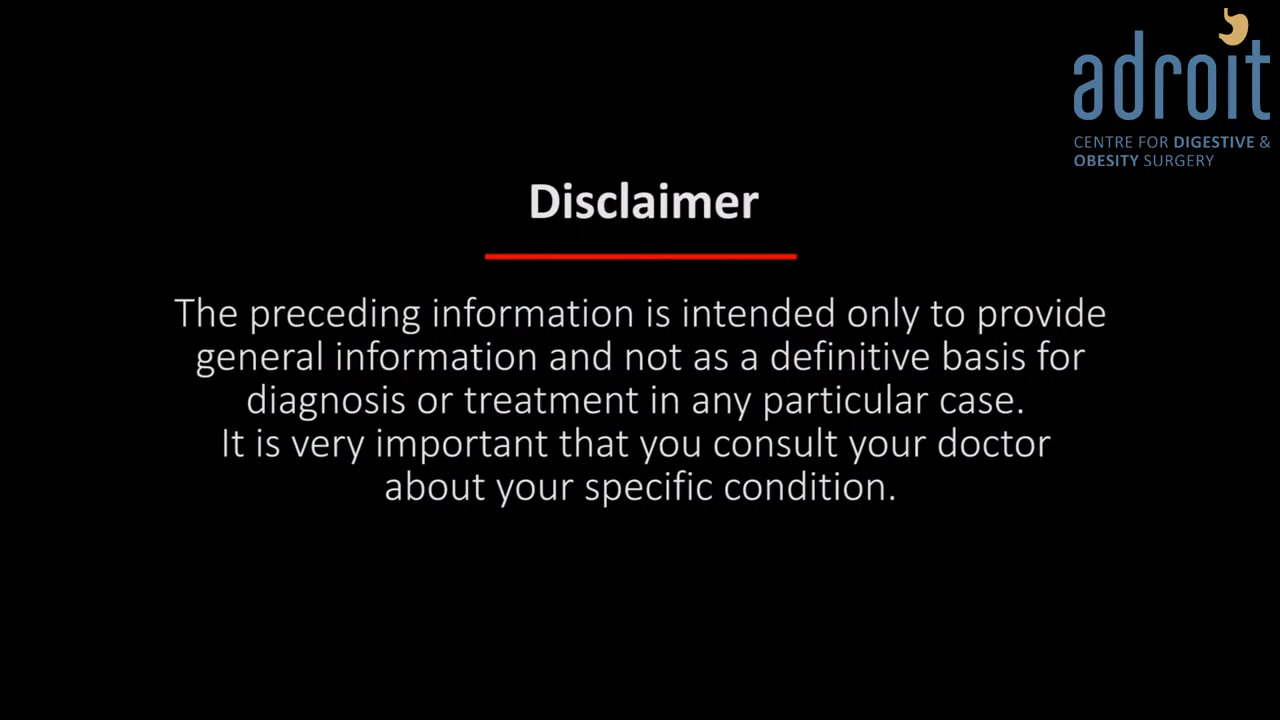 adroit
CENTRE FOR DIGESTIVE &
OBESITY SURGERY
Disclaimer
The preceding information is intended only to provide
general information and not as a definitive basis for
diagnosis or treatment in any particular case.
It is very important that you consult your doctor
about your specific condition.